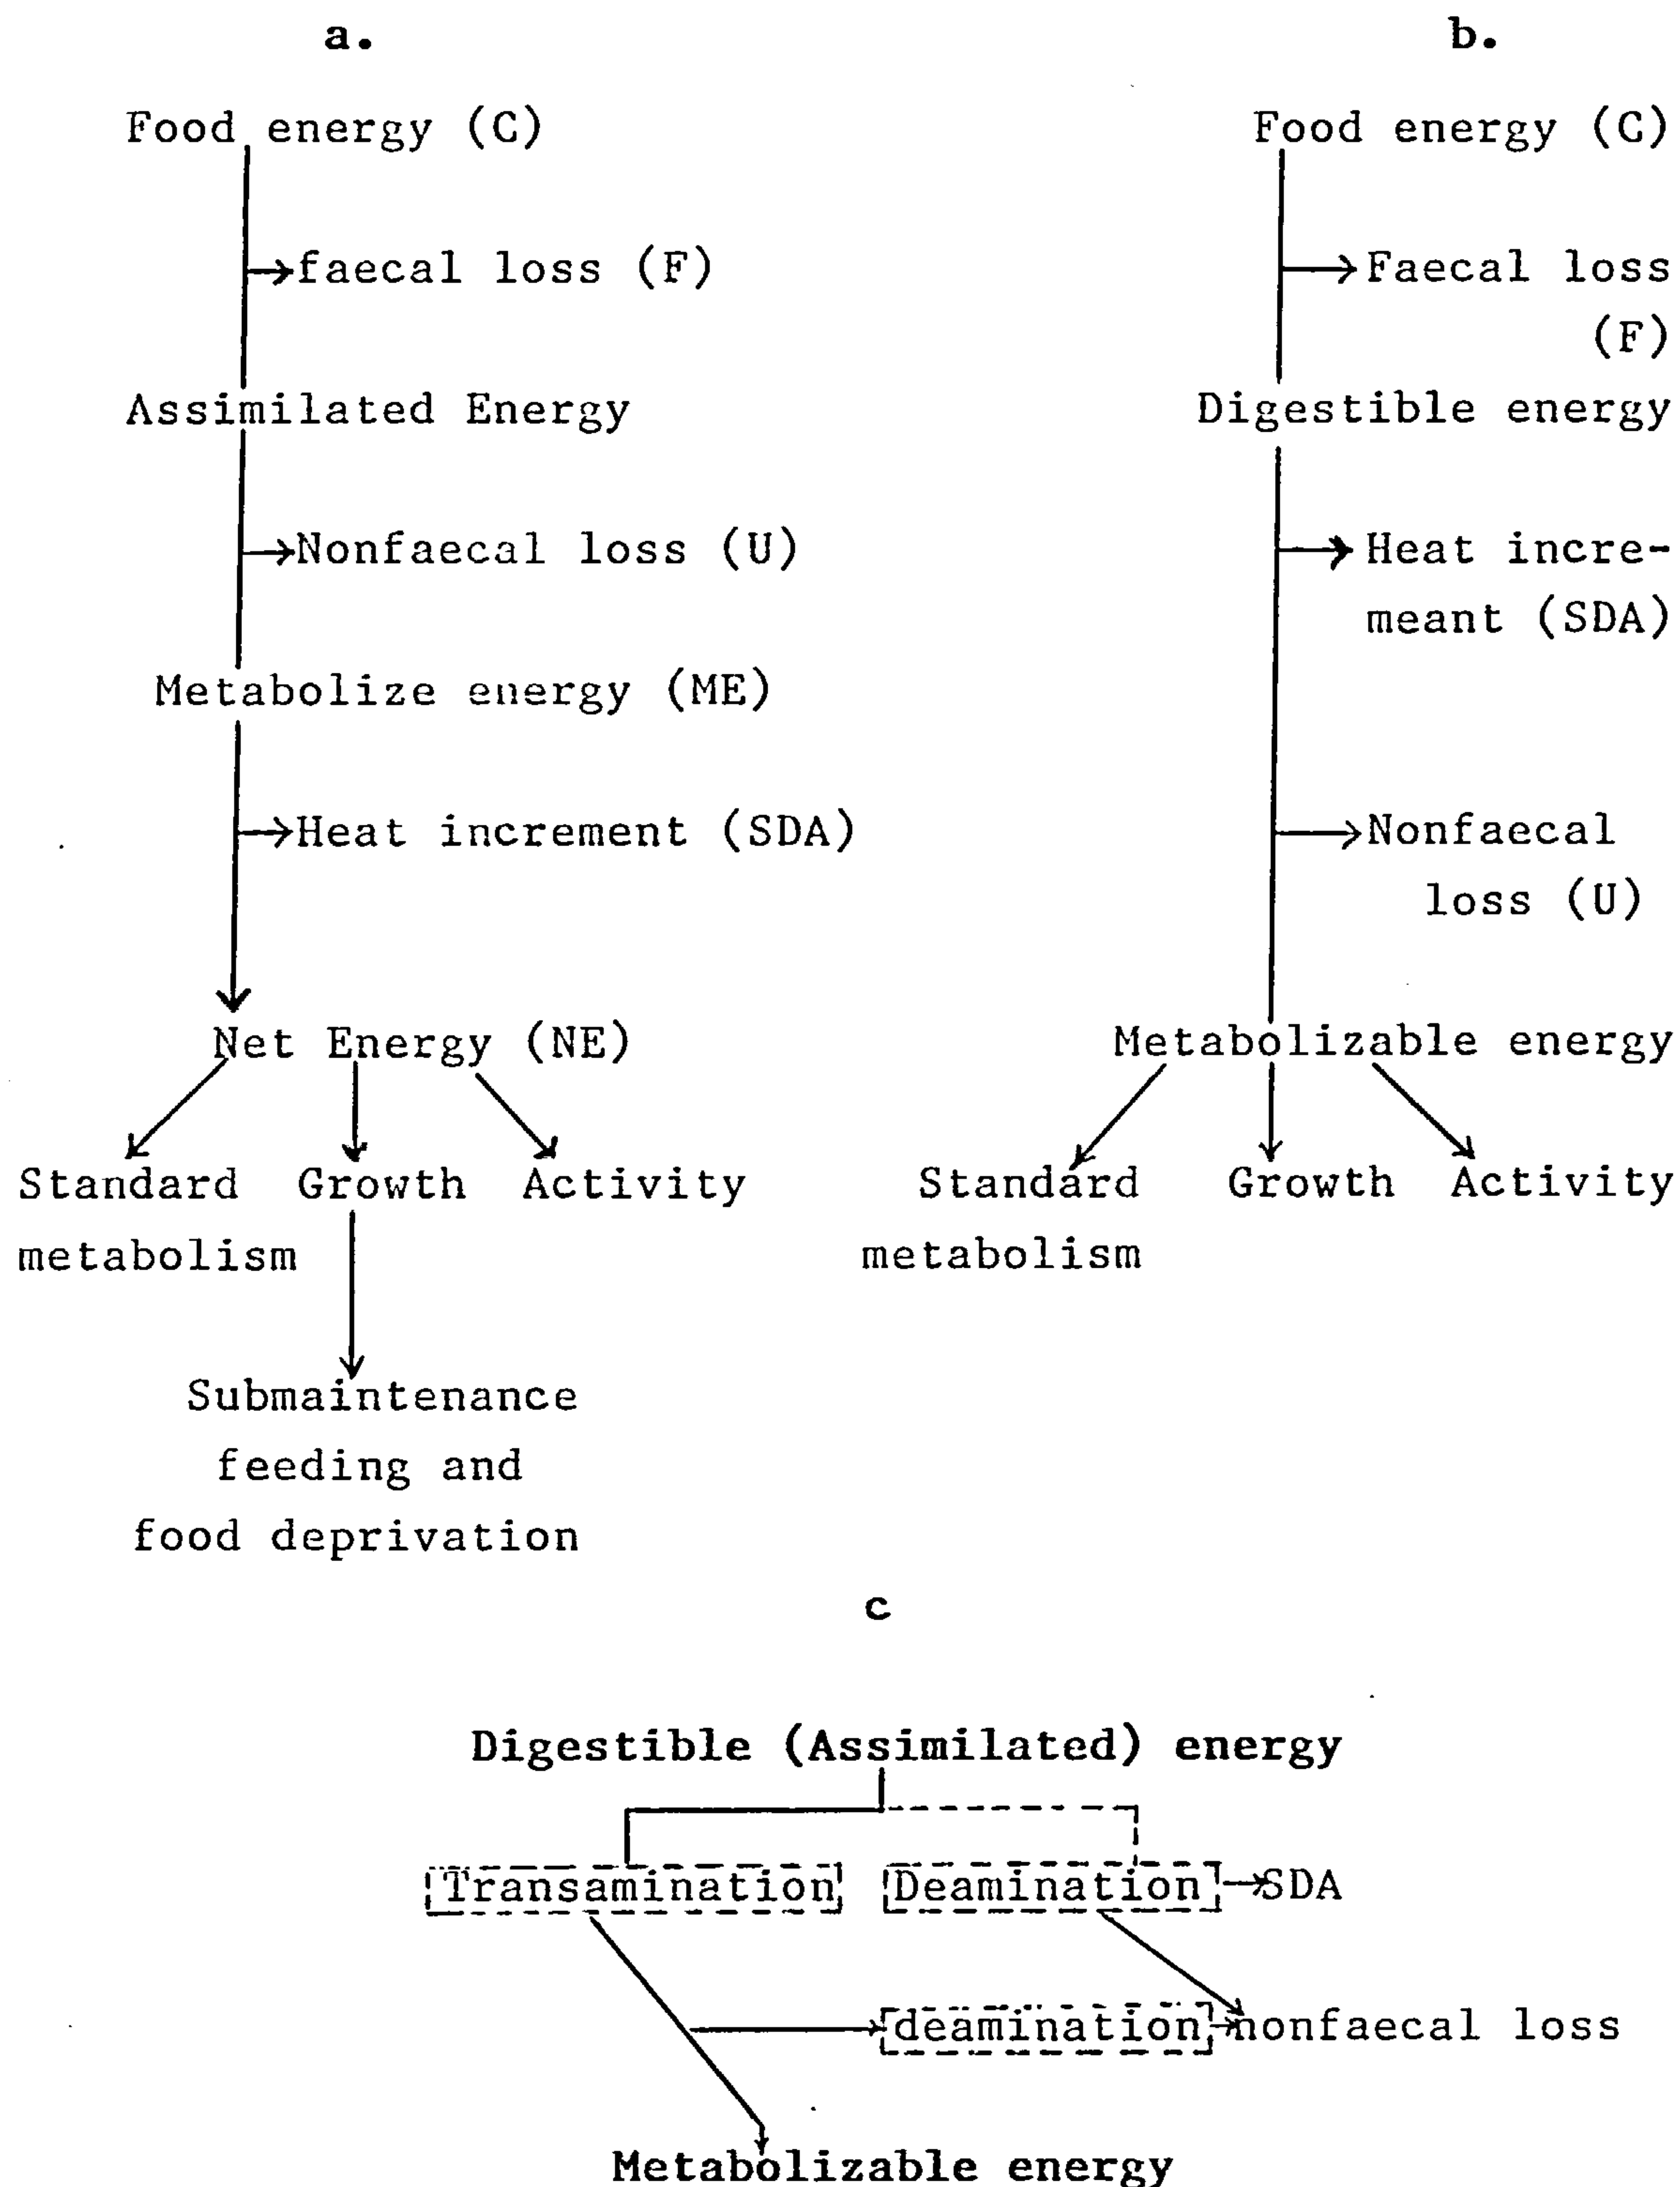 a.
Food energy (C)
faecal loss (F)
Assimilated Energy
Nonfaecal loss (U)
Metabolize energy (ME)
Heat increment (SDA)
Net Energy (NE)
Standard Growth Activity
metabolism
Submaintenance
feeding and
food deprivation
b.
Food energy (C)
Faecal loss
(F)
Digestible energy
Heat incre-
meant (SDA)
Nonfaecal
loss (U)
Metabolizable energy
Standard Growth Activity
metabolism
c
Digestible (Assimilated) energy
Transamination Deamination SDA
deamination nonfaecal loss
Metabolizable energy